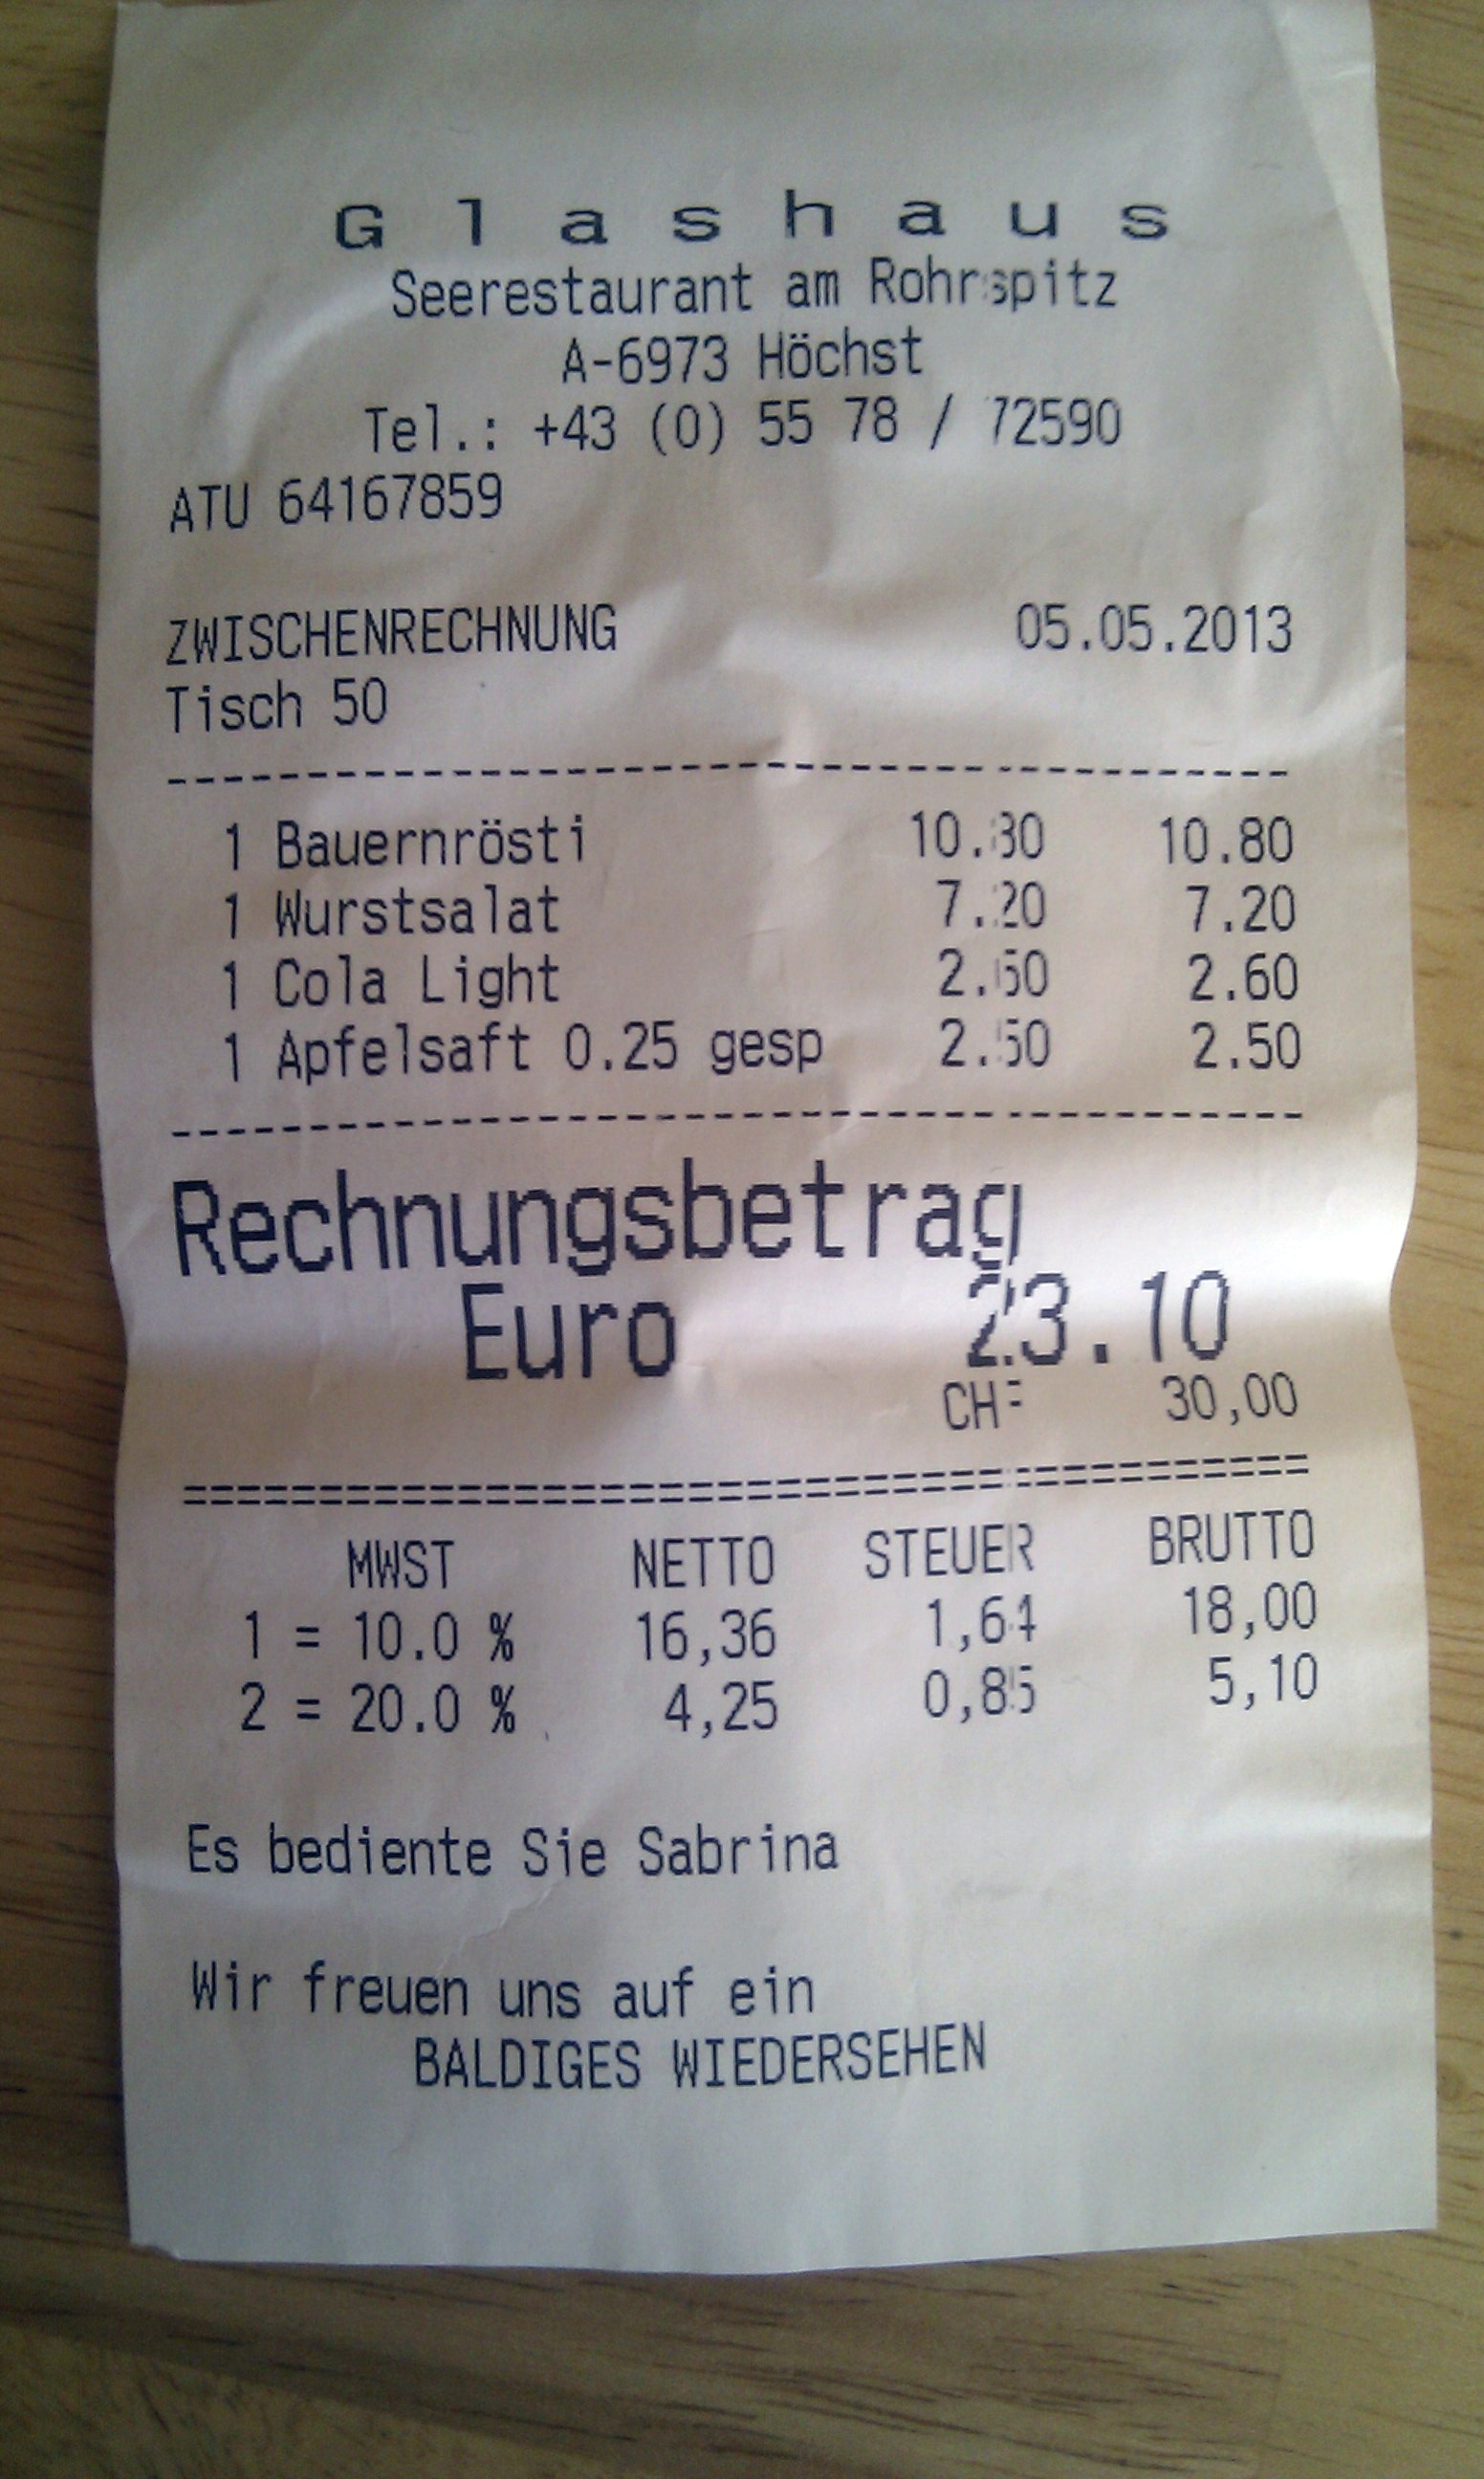 Glashaus
Seerestaurant am Rohrspitz
A-6973 Höchst
Tel.: +43 (0) 55 78 / 72590
ATU 64167859
ZWISCHENRECHNUNG 05.05.2013
Tisch 50
--------------------------------------
1 Bauernrösti 10.80 10.80
1 Wurstsalat 7.20 7.20
1 Cola Light 2.60 2.60
1 Apfelsaft 0.25 gesp 2.50 2.50
--------------------------------------
Rechnungsbetrag
Euro 23.10
CHF 30,00
======================================
MWST NETTO STEUER BRUTTO
1 = 10.0 % 16,36 1,64 18,00
2 = 20.0 % 4,25 0,85 5,10
Es bediente Sie Sabrina
Wir freuen uns auf ein
BALDIGES WIEDERSEHEN